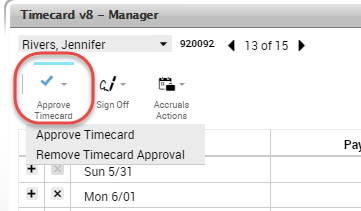 Timecard v8 – Manager
Rivers, Jennifer 920092 13 of 15
Approve Timecard
Sign Off
Accruals Actions
Approve Timecard
Remove Timecard Approval
Pay
Sun 5/31
Mon 6/01